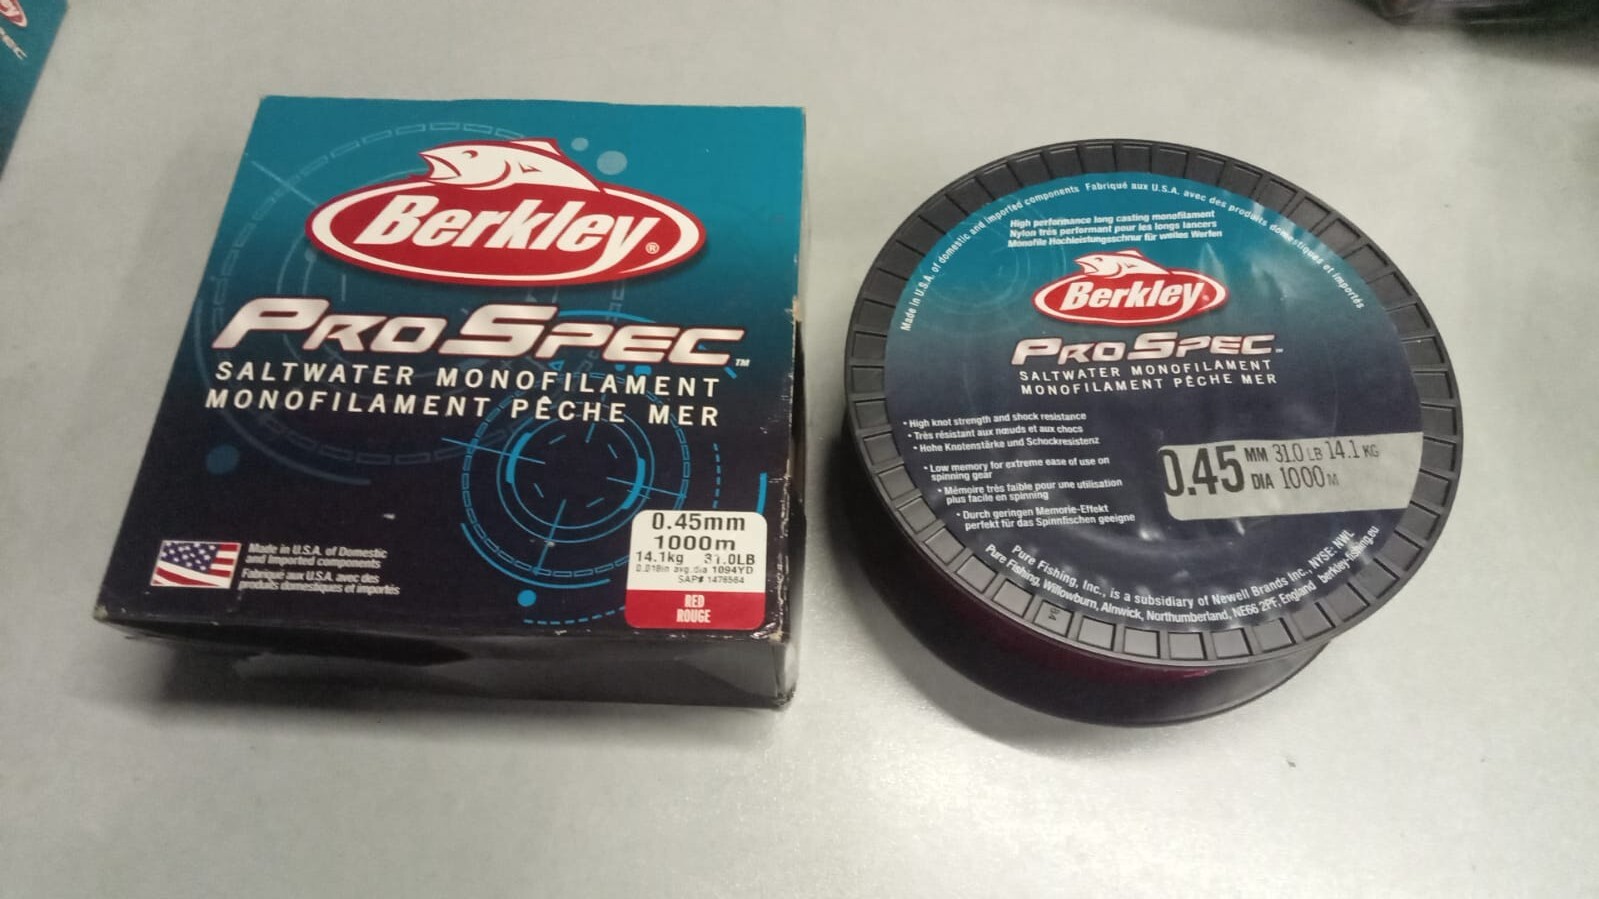 Berkley®
PROSPEC™
SALTWATER MONOFILAMENT
MONOFILAMENT PÊCHE MER
Made in U.S.A. of Domestic
and Imported components
Fabriqué aux U.S.A. avec des
produits domestiques et importés
0.45mm
1000m
14.1kg 31.0LB
0.018in avg.dia 1094YD
SAP# 1476564
RED
ROUGE
Made in U.S.A. of domestic and imported components Fabriqué aux U.S.A. avec des produits domestiques et importés
High performance long casting monofilament
Nylon très performant pour les longs lancers
Monofile Hochleistungsschnur für weites Werfen
Berkley®
PROSPEC™
SALTWATER MONOFILAMENT
MONOFILAMENT PÊCHE MER
• High knot strength and shock resistance
• Très résistant aux nœuds et aux chocs
• Hohe Knotenstärke und Schockresistenz
• Low memory for extreme ease of use on
spinning gear
• Mémoire très faible pour une utilisation
plus facile en spinning
• Durch geringen Memorie-Effekt
perfekt für das Spinnfischen geeigne
0.45 MM 31.0 LB 14.1 KG
DIA 1000 M
Pure Fishing, Inc., is a subsidiary of Newell Brands Inc., NYSE: NWL
Pure Fishing, Willowburn, Alnwick, Northumberland, NE66 2PF, England berkley-fishing.eu